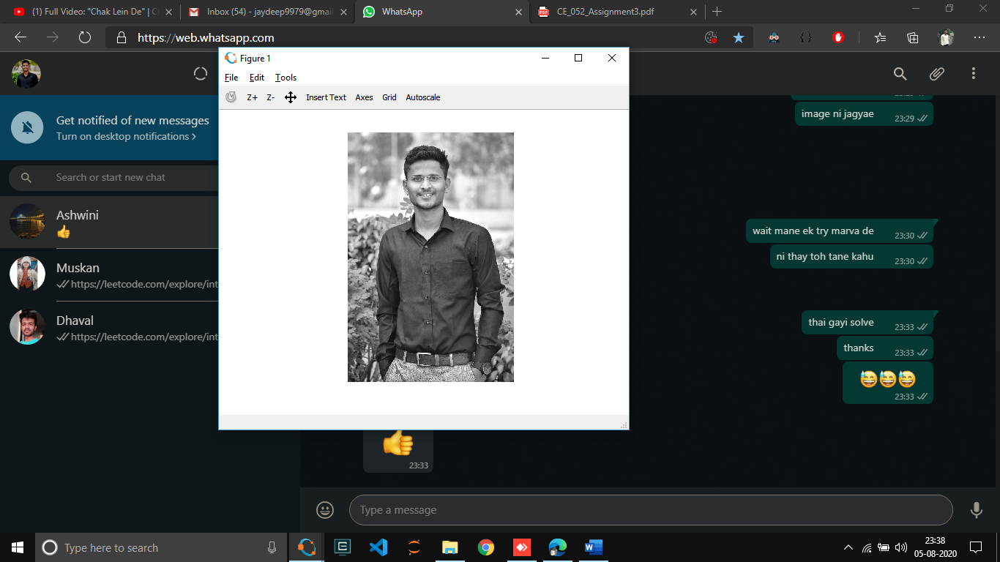 (1) Full Video: "Chak Lein De" | C
Inbox (54) - jaydeep9979@gmail
WhatsApp
CE_052_Assignment3.pdf
https://web.whatsapp.com
Figure 1
File Edit Tools
Z+ Z- Insert Text Axes Grid Autoscale
Get notified of new messages
Turn on desktop notifications >
Search or start new chat
Ashwini
Muskan
https://leetcode.com/explore/int
Dhaval
https://leetcode.com/explore/int
image ni jagyae 23:29
wait mane ek try marva de 23:30
ni thay toh tane kahu 23:30
thai gayi solve 23:33
thanks 23:33
23:33
23:33
Type a message
Type here to search
23:38
05-08-2020